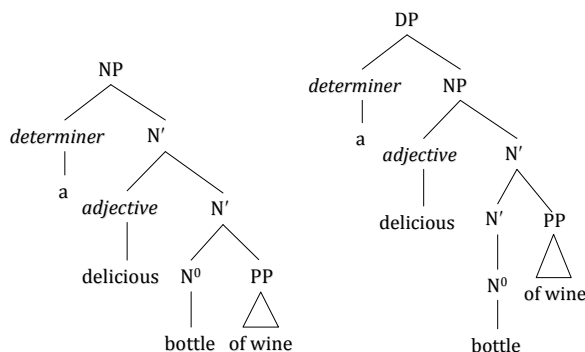 DP
NP
determiner
NP
determiner
N′
a
a
adjective
N′
adjective
N′
delicious
N′
PP
delicious
N⁰
PP
N⁰
of wine
bottle
of wine
bottle